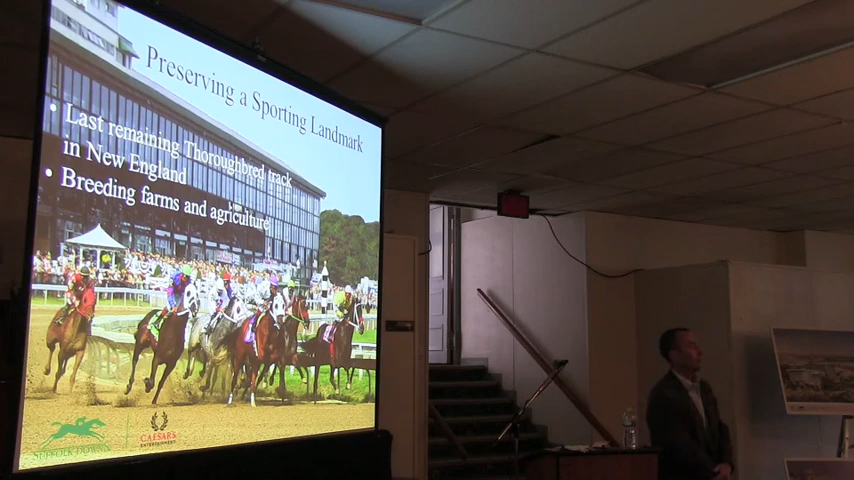 Preserving a Sporting Landmark
• Last remaining Thoroughbred track
in New England
• Breeding farms and agriculture
SUFFOLK DOWNS
CAESARS
ENTERTAINMENT